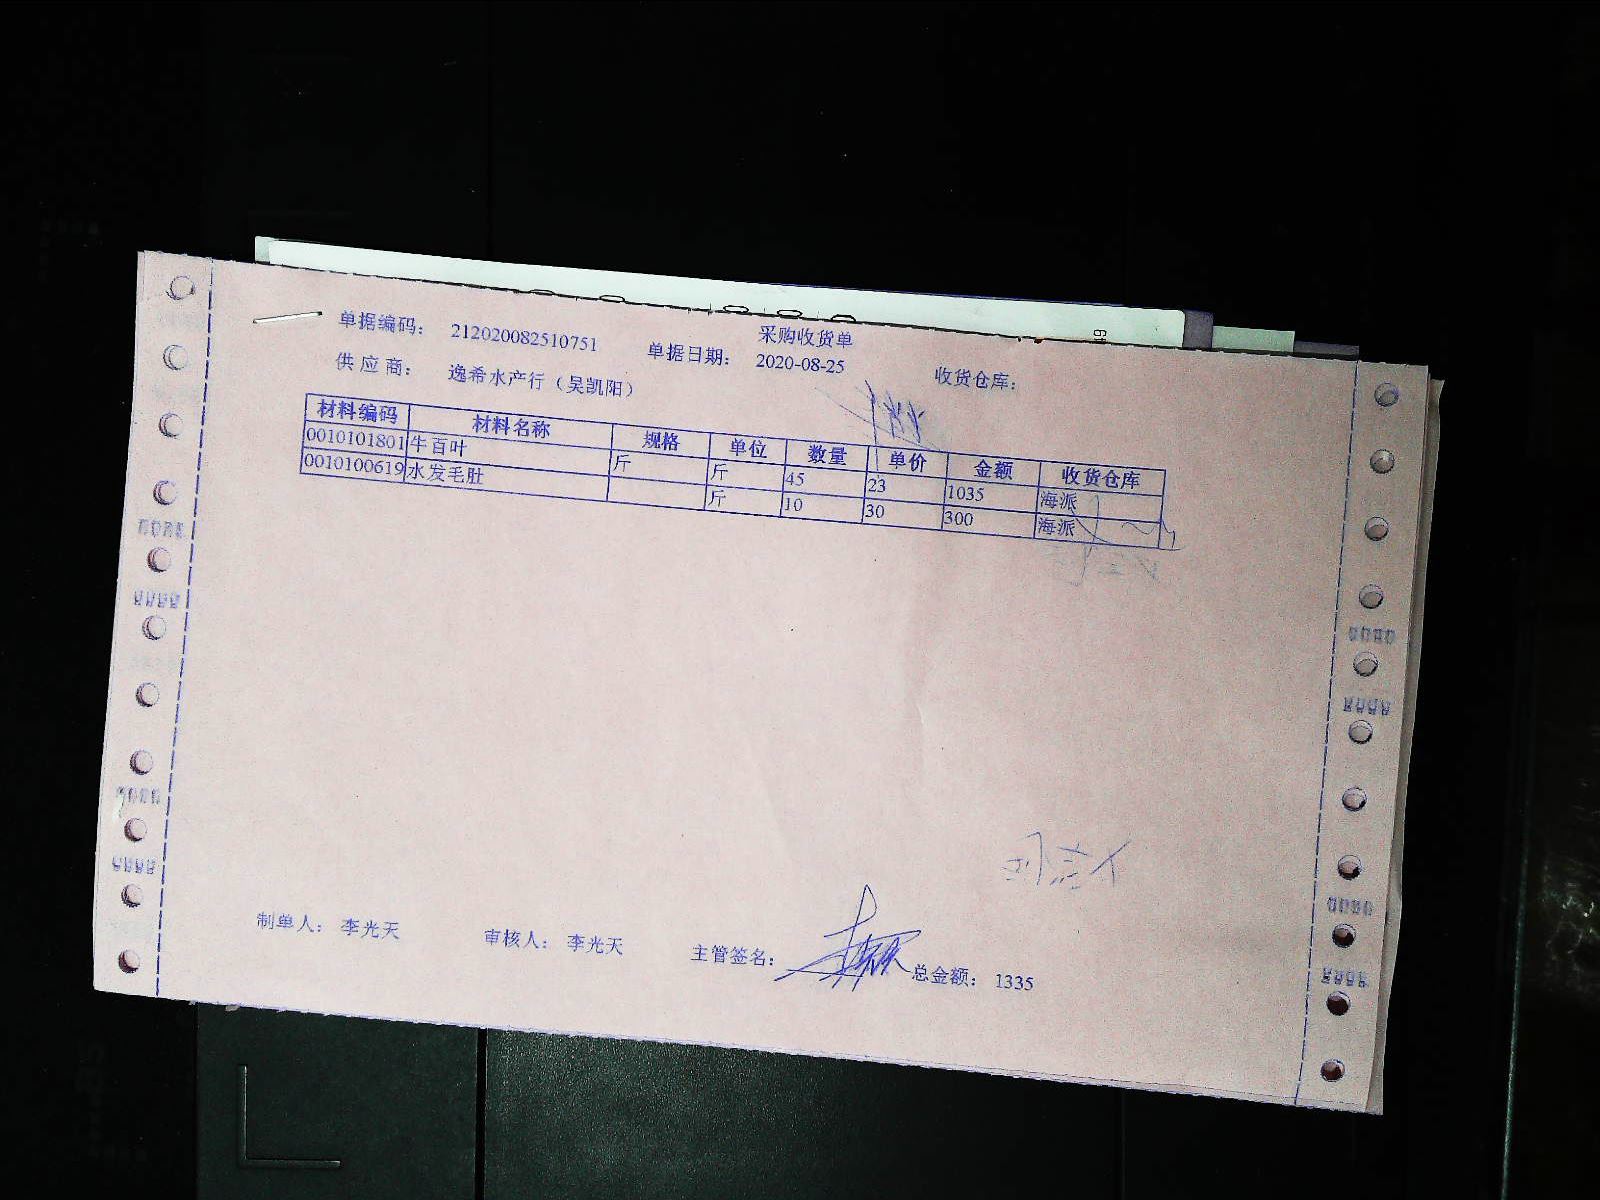 采购收货单
单据编码： 212020082510751 单据日期： 2020-08-25 收货仓库：
供应商： 逸希水产行（吴凯阳）
材料编码 材料名称 规格 单位 数量 单价 金额 收货仓库
0010101801 牛百叶 斤 斤 45 23 1035 海派
0010100619 水发毛肚 斤 10 30 300 海派
制单人： 李光天 审核人： 李光天 主管签名： 总金额： 1335